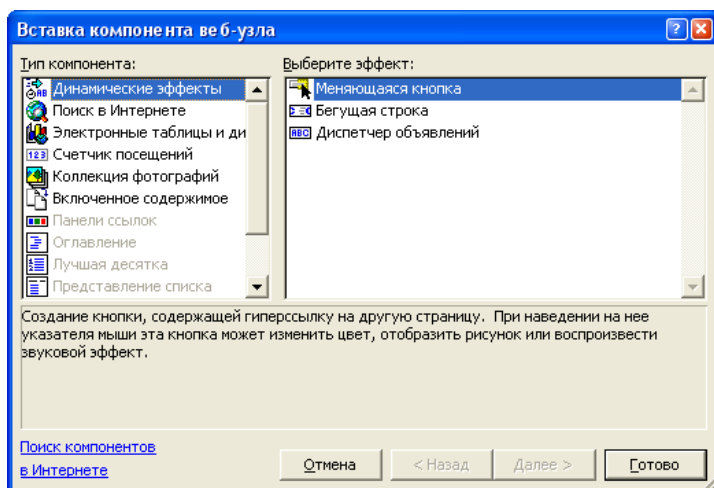 Вставка компонента веб-узла
Тип компонента:
Динамические эффекты
Поиск в Интернете
Электронные таблицы и ди
Счетчик посещений
Коллекция фотографий
Включенное содержимое
Панели ссылок
Оглавление
Лучшая десятка
Представление списка
Выберите эффект:
Меняющаяся кнопка
Бегущая строка
Диспетчер объявлений
Создание кнопки, содержащей гиперссылку на другую страницу. При наведении на нее
указателя мыши эта кнопка может изменить цвет, отобразить рисунок или воспроизвести
звуковой эффект.
Поиск компонентов
в Интернете
Отмена
< Назад
Далее >
Готово